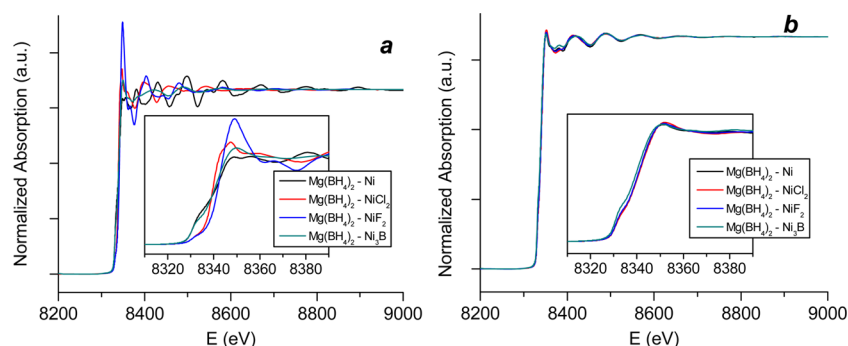 a
Normalized Absorption (a.u.)
Mg(BH₄)₂ - Ni
Mg(BH₄)₂ - NiCl₂
Mg(BH₄)₂ - NiF₂
Mg(BH₄)₂ - Ni₃B
8320 8340 8360 8380
8200 8400 8600 8800 9000
E (eV)
b
Normalized Absorption (a.u.)
Mg(BH₄)₂ - Ni
Mg(BH₄)₂ - NiCl₂
Mg(BH₄)₂ - NiF₂
Mg(BH₄)₂ - Ni₃B
8320 8340 8360 8380
8200 8400 8600 8800 9000
E (eV)